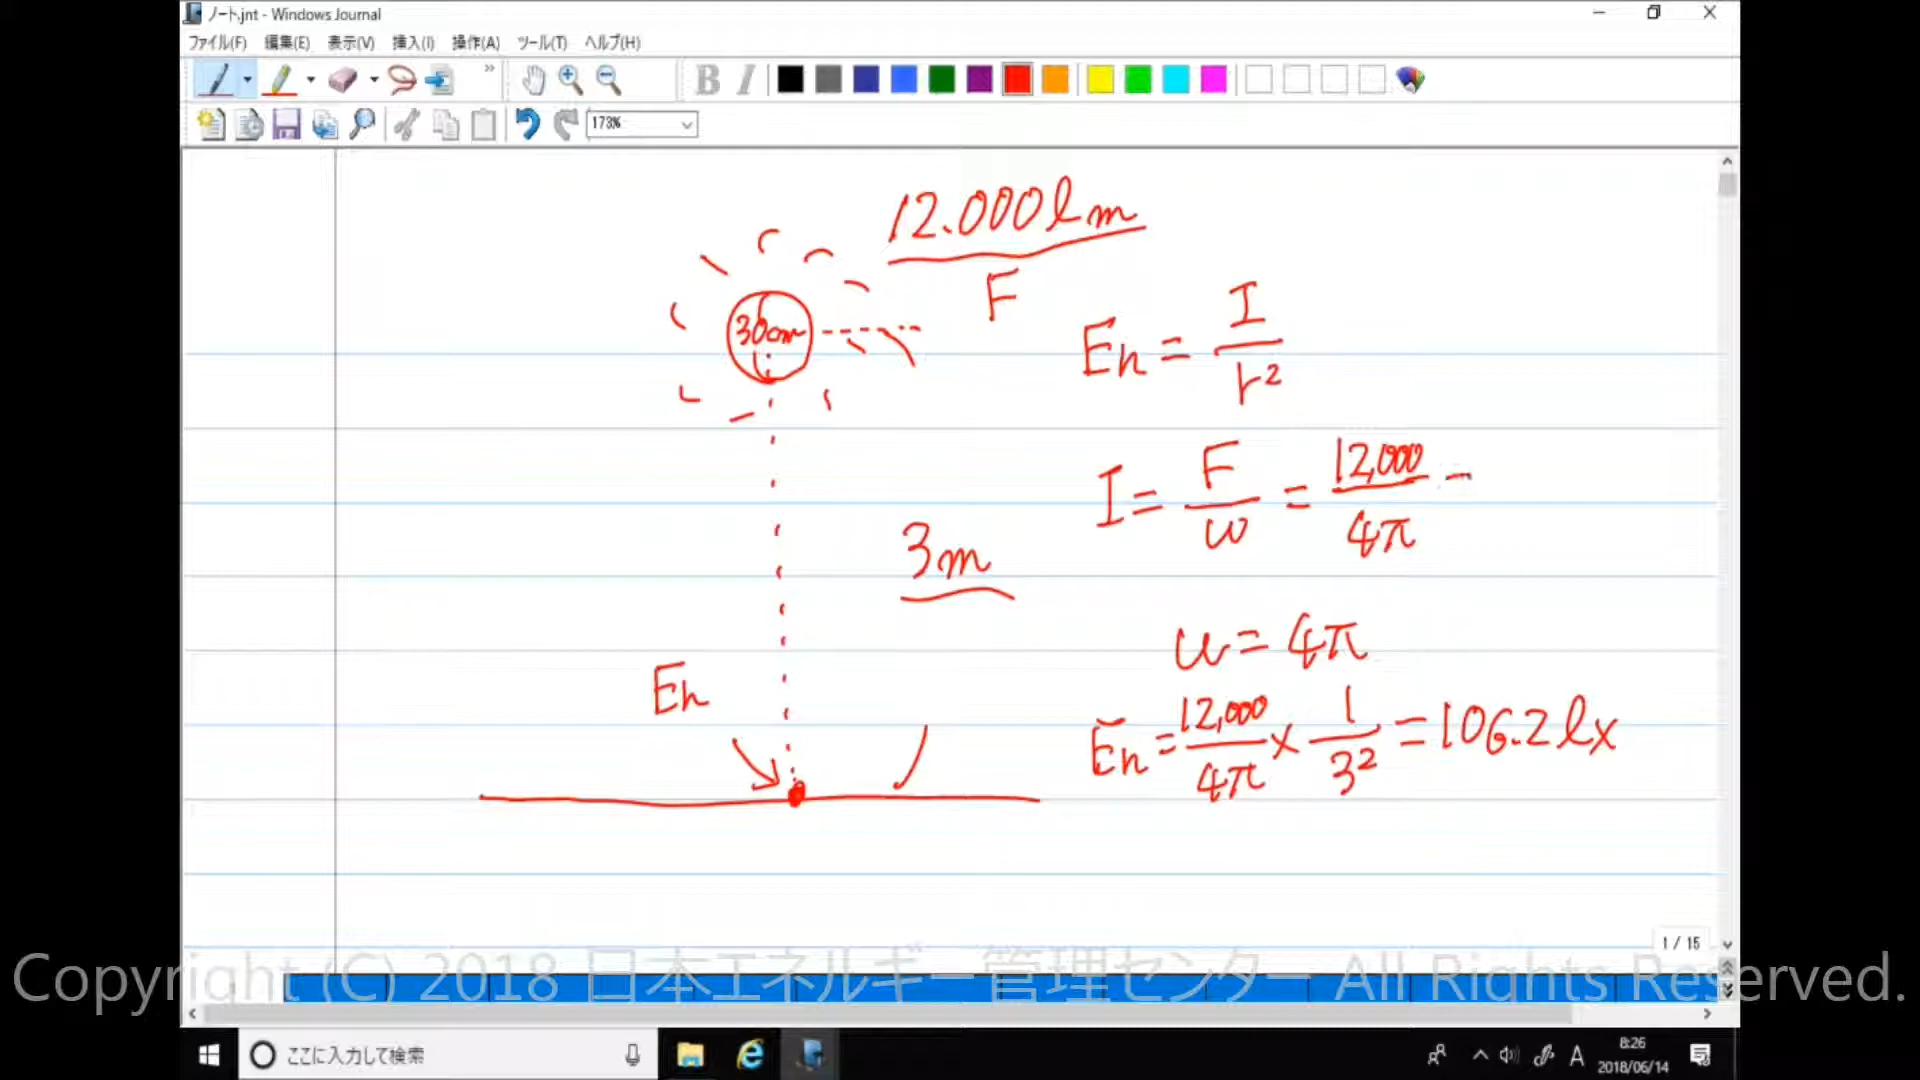 ノート.jnt - Windows Journal
ファイル(F) 編集(E) 表示(V) 挿入(I) 操作(A) ツール(T) ヘルプ(H)
B I
173%
12.000lm
F
30cm
En = I / r²
I = F / ω = 12,000 / 4π =
3m
ω = 4π
En
En = 12,000 / 4π × 1 / 3² = 106.2 lx
1 / 15
Copyright (C) 2018 日本エネルギー管理センター All Rights Reserved.
ここに入力して検索
A
8:26
2018/06/14